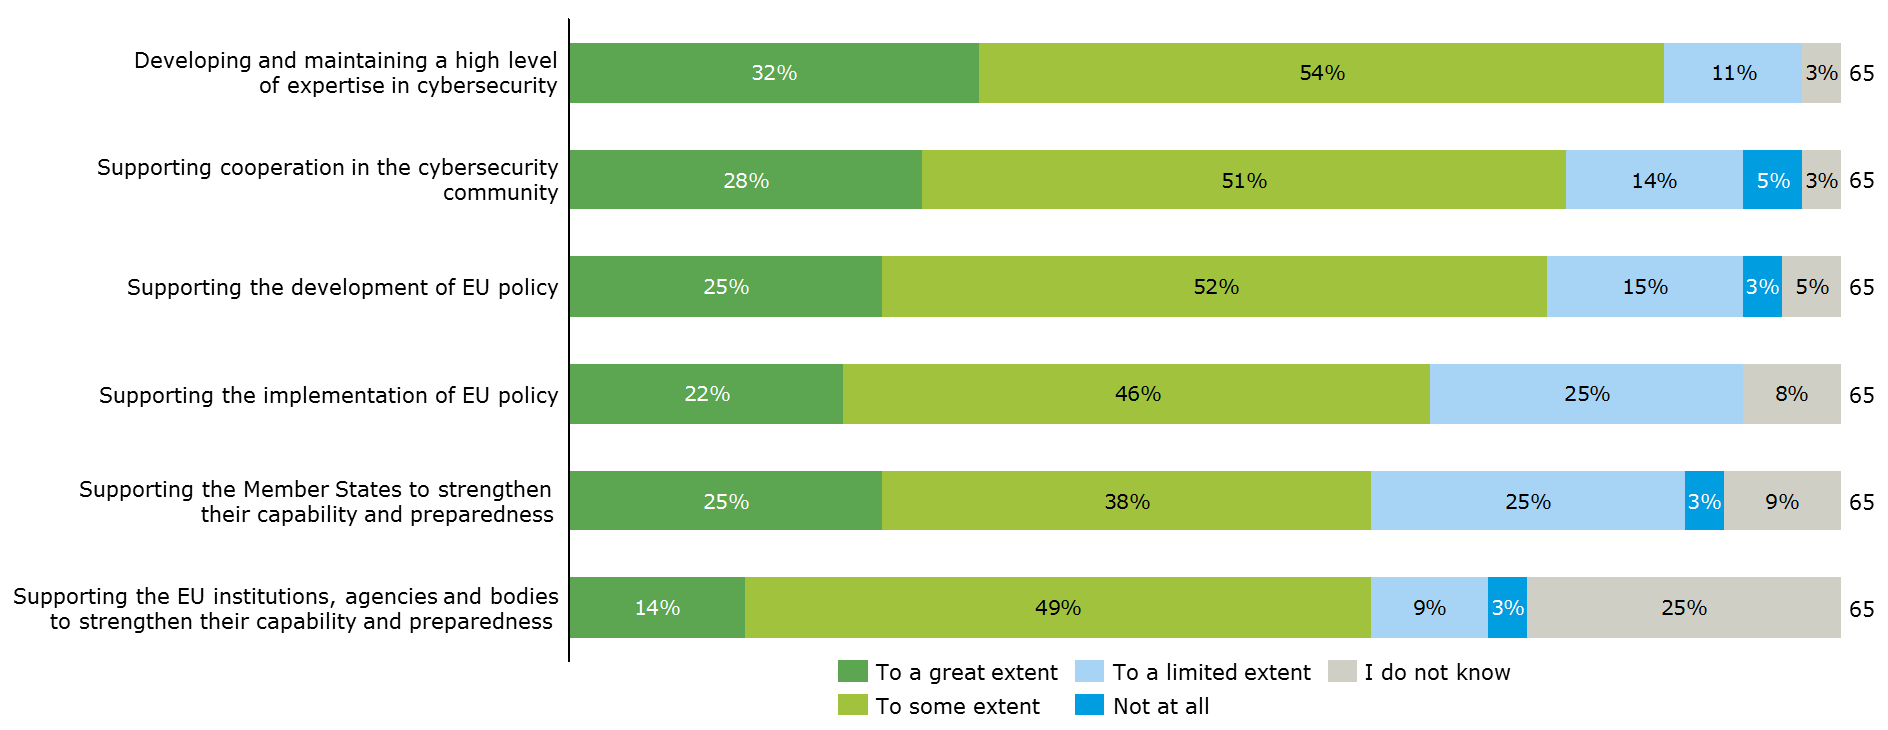 Developing and maintaining a high level
of expertise in cybersecurity
32% 54% 11% 3% 65
Supporting cooperation in the cybersecurity
community
28% 51% 14% 5% 3% 65
Supporting the development of EU policy
25% 52% 15% 3% 5% 65
Supporting the implementation of EU policy
22% 46% 25% 8% 65
Supporting the Member States to strengthen
their capability and preparedness
25% 38% 25% 3% 9% 65
Supporting the EU institutions, agencies and bodies
to strengthen their capability and preparedness
14% 49% 9% 3% 25% 65
To a great extent To a limited extent I do not know
To some extent Not at all